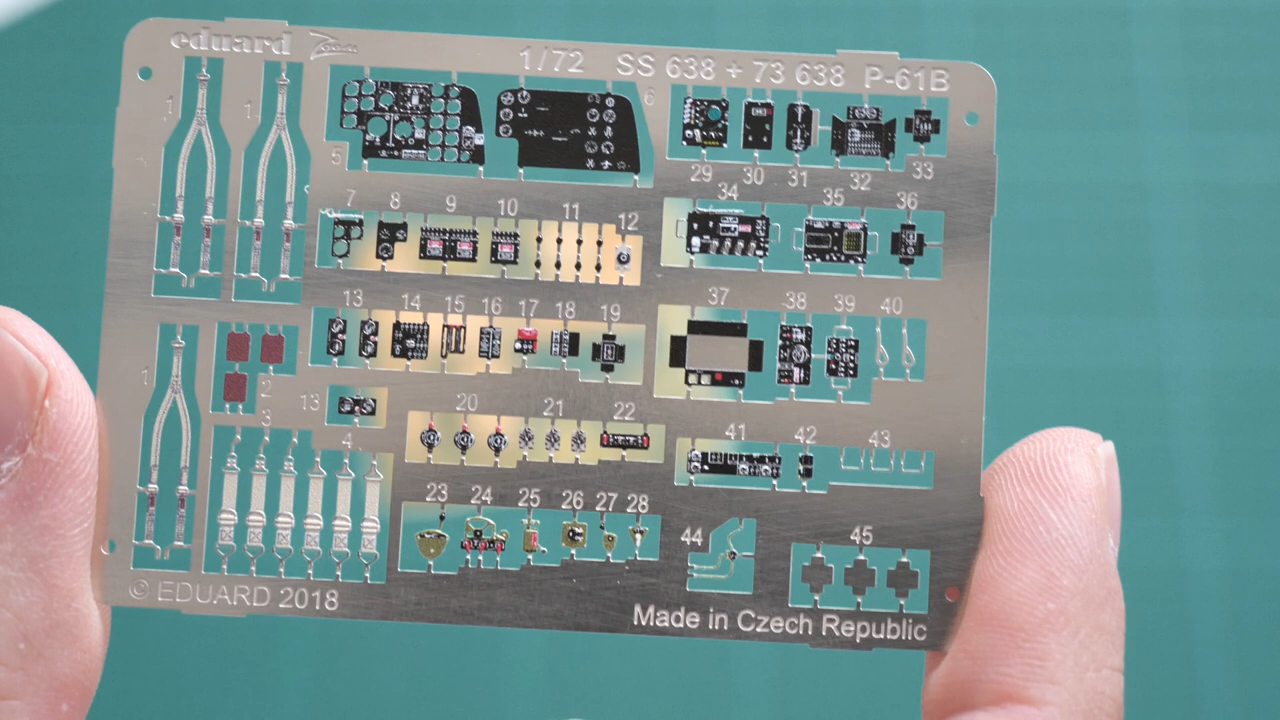 eduard Zoom
1/72 SS 638 + 73 638 P-61B
1 1 5 6 29 30 31 32 33
7 8 9 10 11 12 34 35 36
13 14 15 16 17 18 19 37 38 39 40
1 2 13
3 4 20 21 22 41 42 43
23 24 25 26 27 28 44 45
© EDUARD 2018
Made in Czech Republic